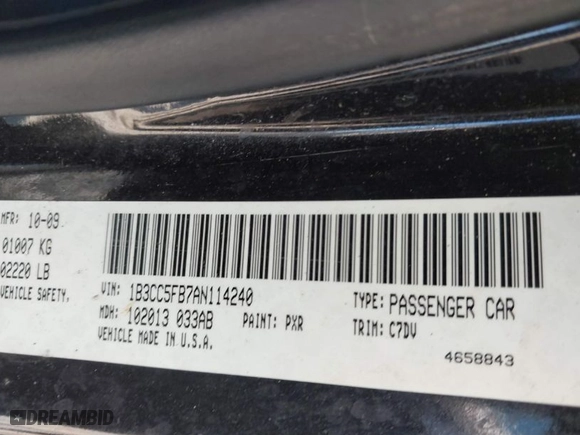 MFR: 10-09
01007 KG
02220 LB
VEHICLE SAFETY,
VIN: 1B3CC5FB7AN114240
TYPE: PASSENGER CAR
MDH: 102013 033AB
PAINT: PXR
TRIM: C7DV
VEHICLE MADE IN U.S.A.
4658843
DREAMBID